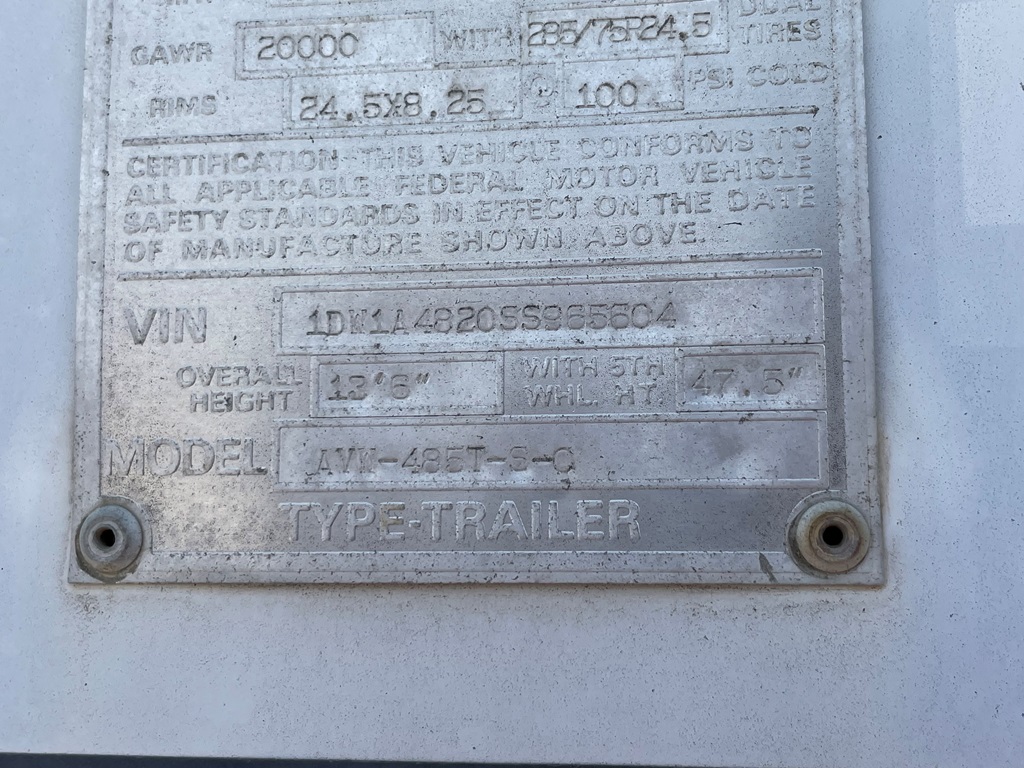 GAWR 20000 WITH 285/75R24.5 DUAL TIRES
RIMS 24.5X8.25 @ 100 PSI COLD
CERTIFICATION-THIS VEHICLE CONFORMS TO
ALL APPLICABLE FEDERAL MOTOR VEHICLE
SAFETY STANDARDS IN EFFECT ON THE DATE
OF MANUFACTURE SHOWN ABOVE.
VIN 1DW1A4820SS965504
OVERALL HEIGHT 13'6" WITH 5TH WHL. HT. 47.5"
MODEL AVW-485T-S-C
TYPE-TRAILER